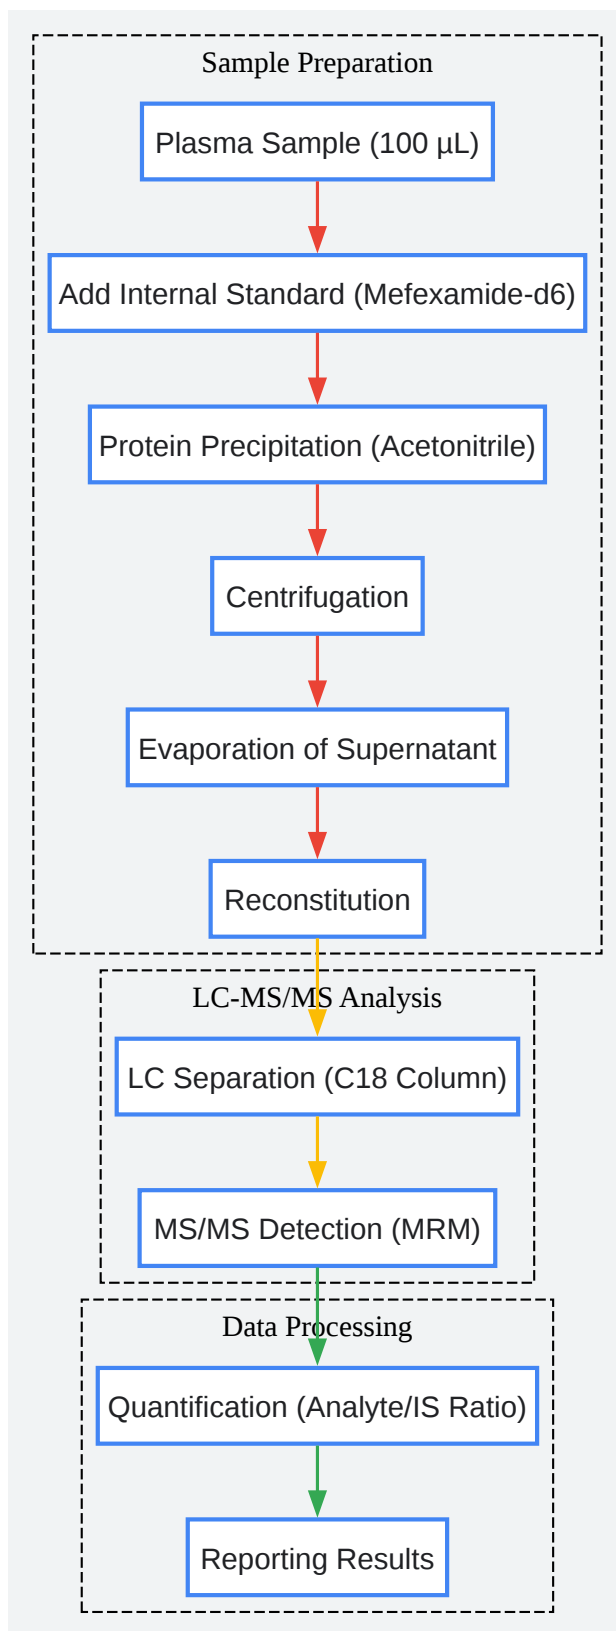 Sample Preparation
Plasma Sample (100 µL)
Add Internal Standard (Mefexamide-d6)
Protein Precipitation (Acetonitrile)
Centrifugation
Evaporation of Supernatant
Reconstitution
LC-MS/MS Analysis
LC Separation (C18 Column)
MS/MS Detection (MRM)
Data Processing
Quantification (Analyte/IS Ratio)
Reporting Results